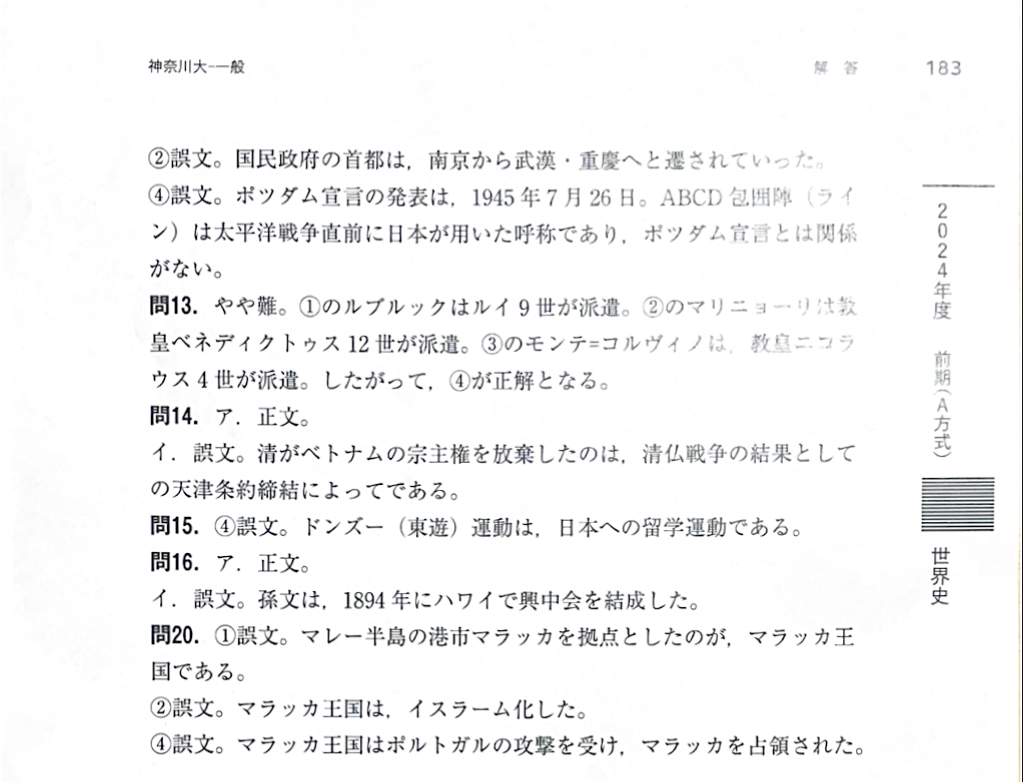 神奈川大-一般
解 答 183
②誤文。国民政府の首都は，南京から武漢・重慶へと遷されていった。
④誤文。ポツダム宣言の発表は，1945年7月26日。ABCD包囲陣（ライ
ン）は太平洋戦争直前に日本が用いた呼称であり，ポツダム宣言とは関係
がない。
問13. やや難。①のルブルックはルイ9世が派遣。②のマリニョーリは教
皇ベネディクトゥス12世が派遣。③のモンテ=コルヴィノは，教皇ニコラ
ウス4世が派遣。したがって，④が正解となる。
問14. ア．正文。
イ．誤文。清がベトナムの宗主権を放棄したのは，清仏戦争の結果として
の天津条約締結によってである。
問15. ④誤文。ドンズー（東遊）運動は，日本への留学運動である。
問16. ア．正文。
イ．誤文。孫文は，1894年にハワイで興中会を結成した。
問20. ①誤文。マレー半島の港市マラッカを拠点としたのが，マラッカ王
国である。
②誤文。マラッカ王国は，イスラーム化した。
④誤文。マラッカ王国はポルトガルの攻撃を受け，マラッカを占領された。
2024年度 前期（A方式）
世界史